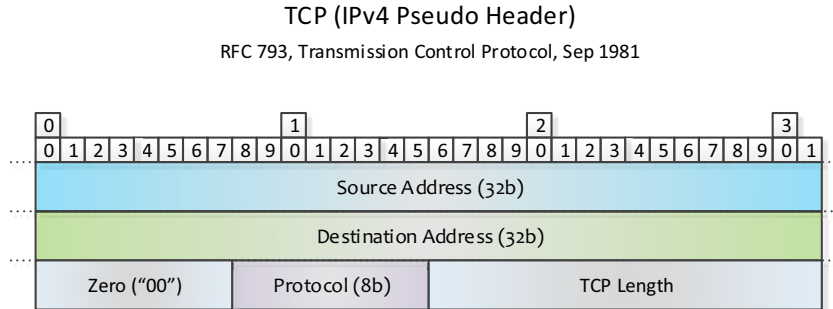 TCP (IPv4 Pseudo Header)
RFC 793, Transmission Control Protocol, Sep 1981
0 1 2 3
0 1 2 3 4 5 6 7 8 9 0 1 2 3 4 5 6 7 8 9 0 1 2 3 4 5 6 7 8 9 0 1
Source Address (32b)
Destination Address (32b)
Zero (“00”) Protocol (8b) TCP Length